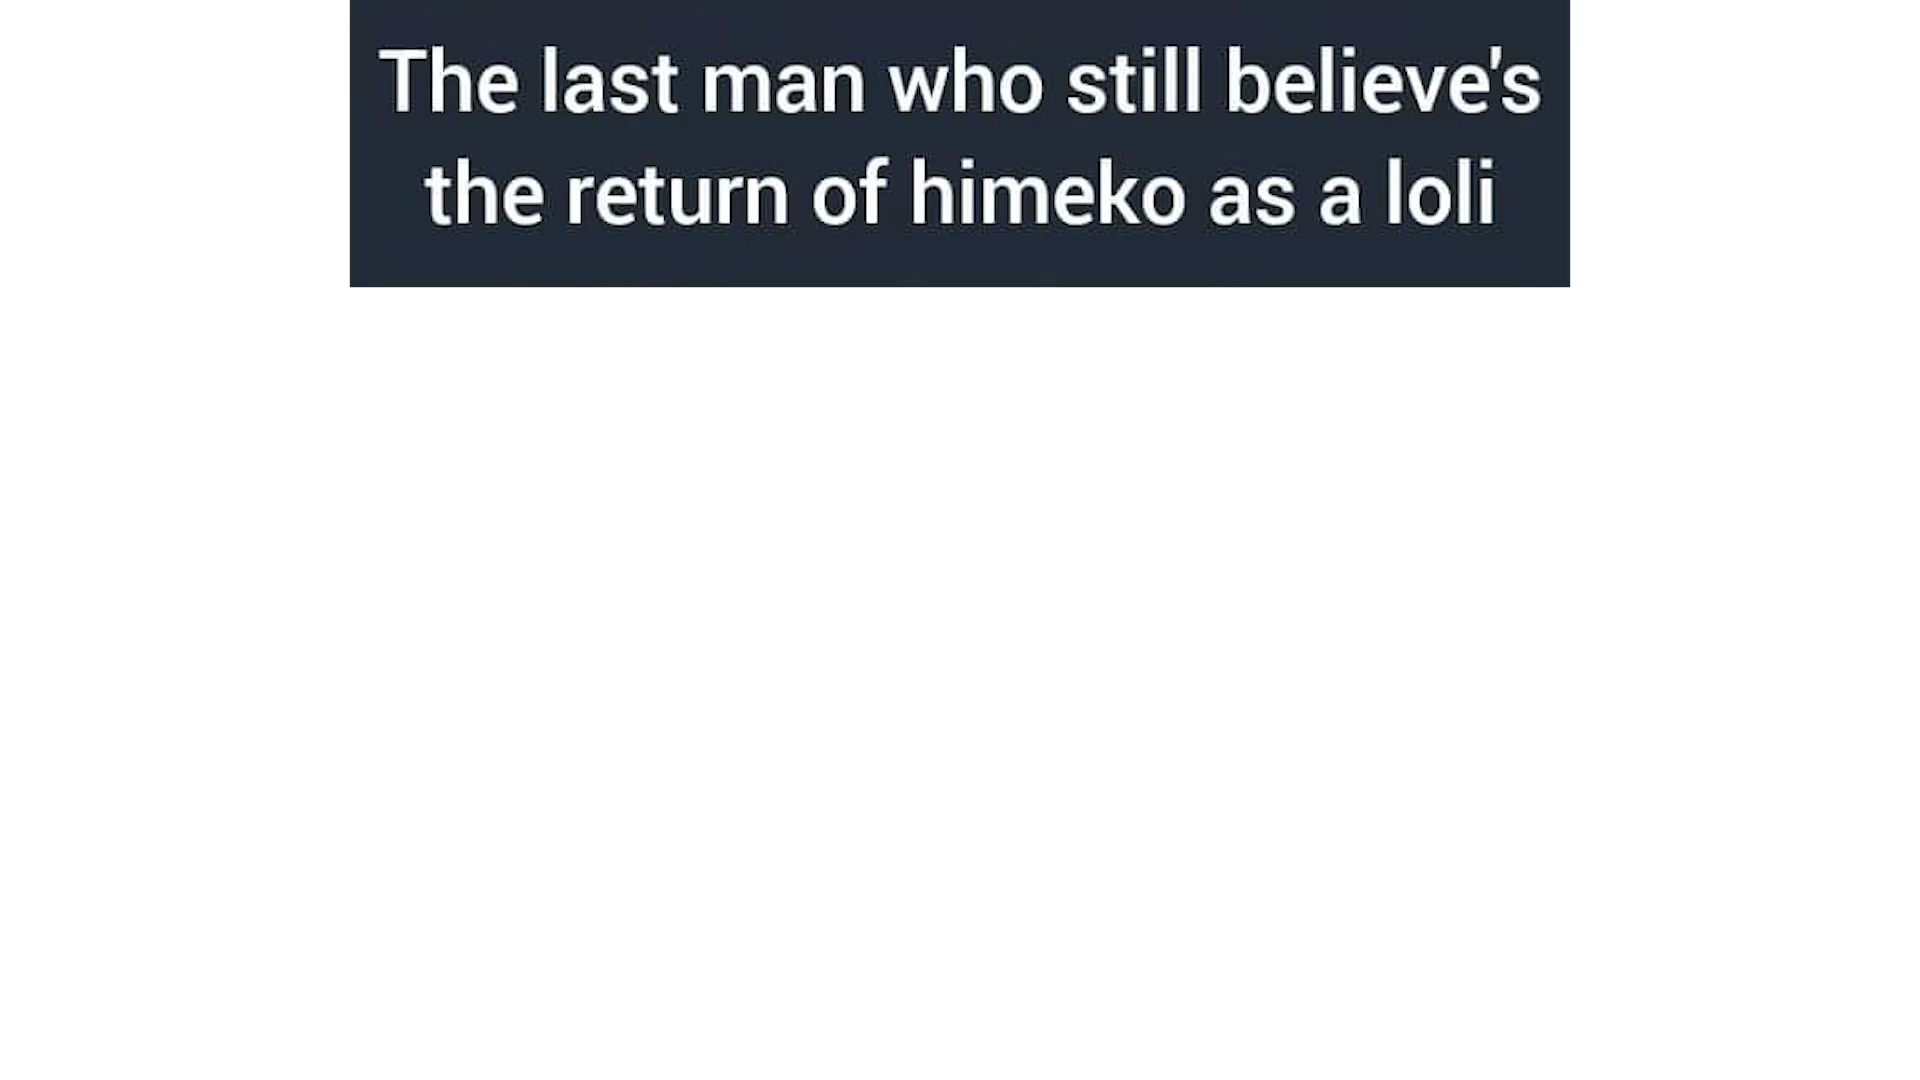 The last man who still believe's
the return of himeko as a loli